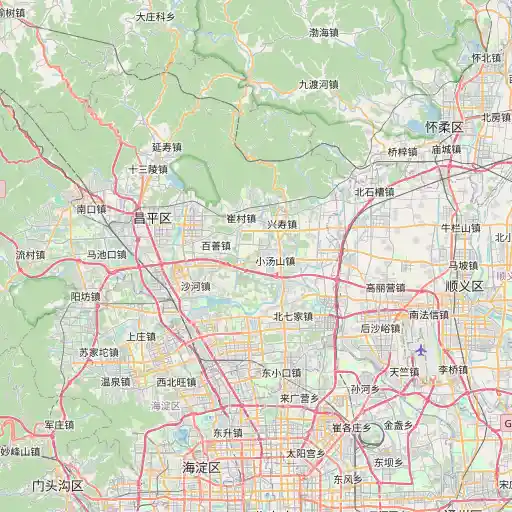 大庄科乡
渤海镇
怀北镇
九渡河镇
北房镇
怀柔区
延寿镇
桥梓镇
庙城镇
十三陵镇
北石槽镇
南口镇
昌平区
崔村镇
兴寿镇
牛栏山镇
百善镇
流村镇
马池口镇
小汤山镇
马坡镇
沙河镇
高丽营镇
顺义区
阳坊镇
北七家镇
南法信镇
后沙峪镇
上庄镇
苏家坨镇
温泉镇
西北旺镇
东小口镇
天竺镇
李桥镇
孙河乡
海淀区
来广营乡
军庄镇
东升镇
崔各庄乡
金盏乡
妙峰山镇
太阳宫乡
海淀区
东坝乡
门头沟区
东风乡